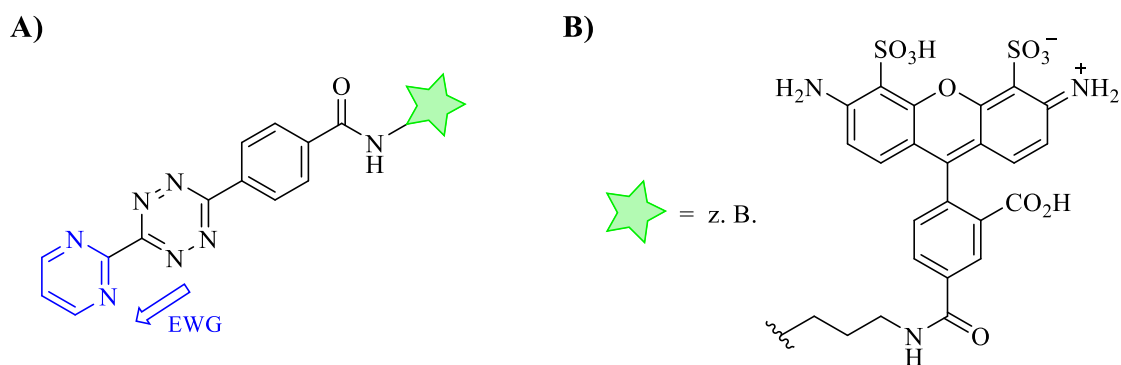 A)
B)
O
N
H
N
N
N
N
N
N
EWG
= z. B.
SO₃H
SO₃⁻
H₂N
O
+
NH₂
CO₂H
N
H
O